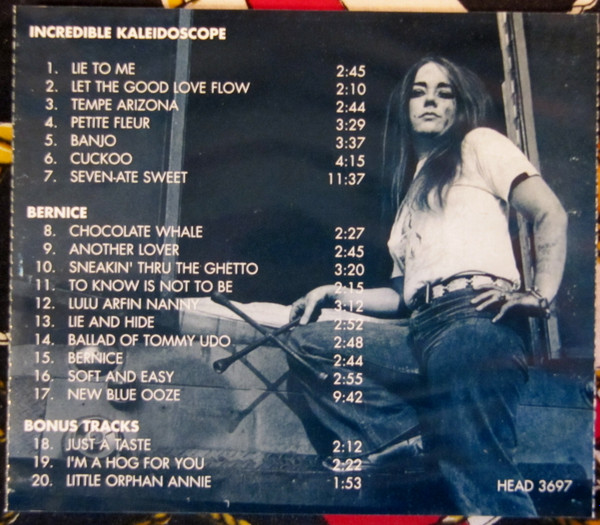 INCREDIBLE KALEIDOSCOPE
1. LIE TO ME 2:45
2. LET THE GOOD LOVE FLOW 2:10
3. TEMPE ARIZONA 2:44
4. PETITE FLEUR 3:29
5. BANJO 3:37
6. CUCKOO 4:15
7. SEVEN-ATE SWEET 11:37
BERNICE
8. CHOCOLATE WHALE 2:27
9. ANOTHER LOVER 2:45
10. SNEAKIN' THRU THE GHETTO 3:20
11. TO KNOW IS NOT TO BE 2:15
12. LULU ARFIN NANNY 3:12
13. LIE AND HIDE 2:52
14. BALLAD OF TOMMY UDO 2:48
15. BERNICE 2:44
16. SOFT AND EASY 2:55
17. NEW BLUE OOZE 9:42
BONUS TRACKS
18. JUST A TASTE 2:12
19. I'M A HOG FOR YOU 2:22
20. LITTLE ORPHAN ANNIE 1:53
HEAD 3697